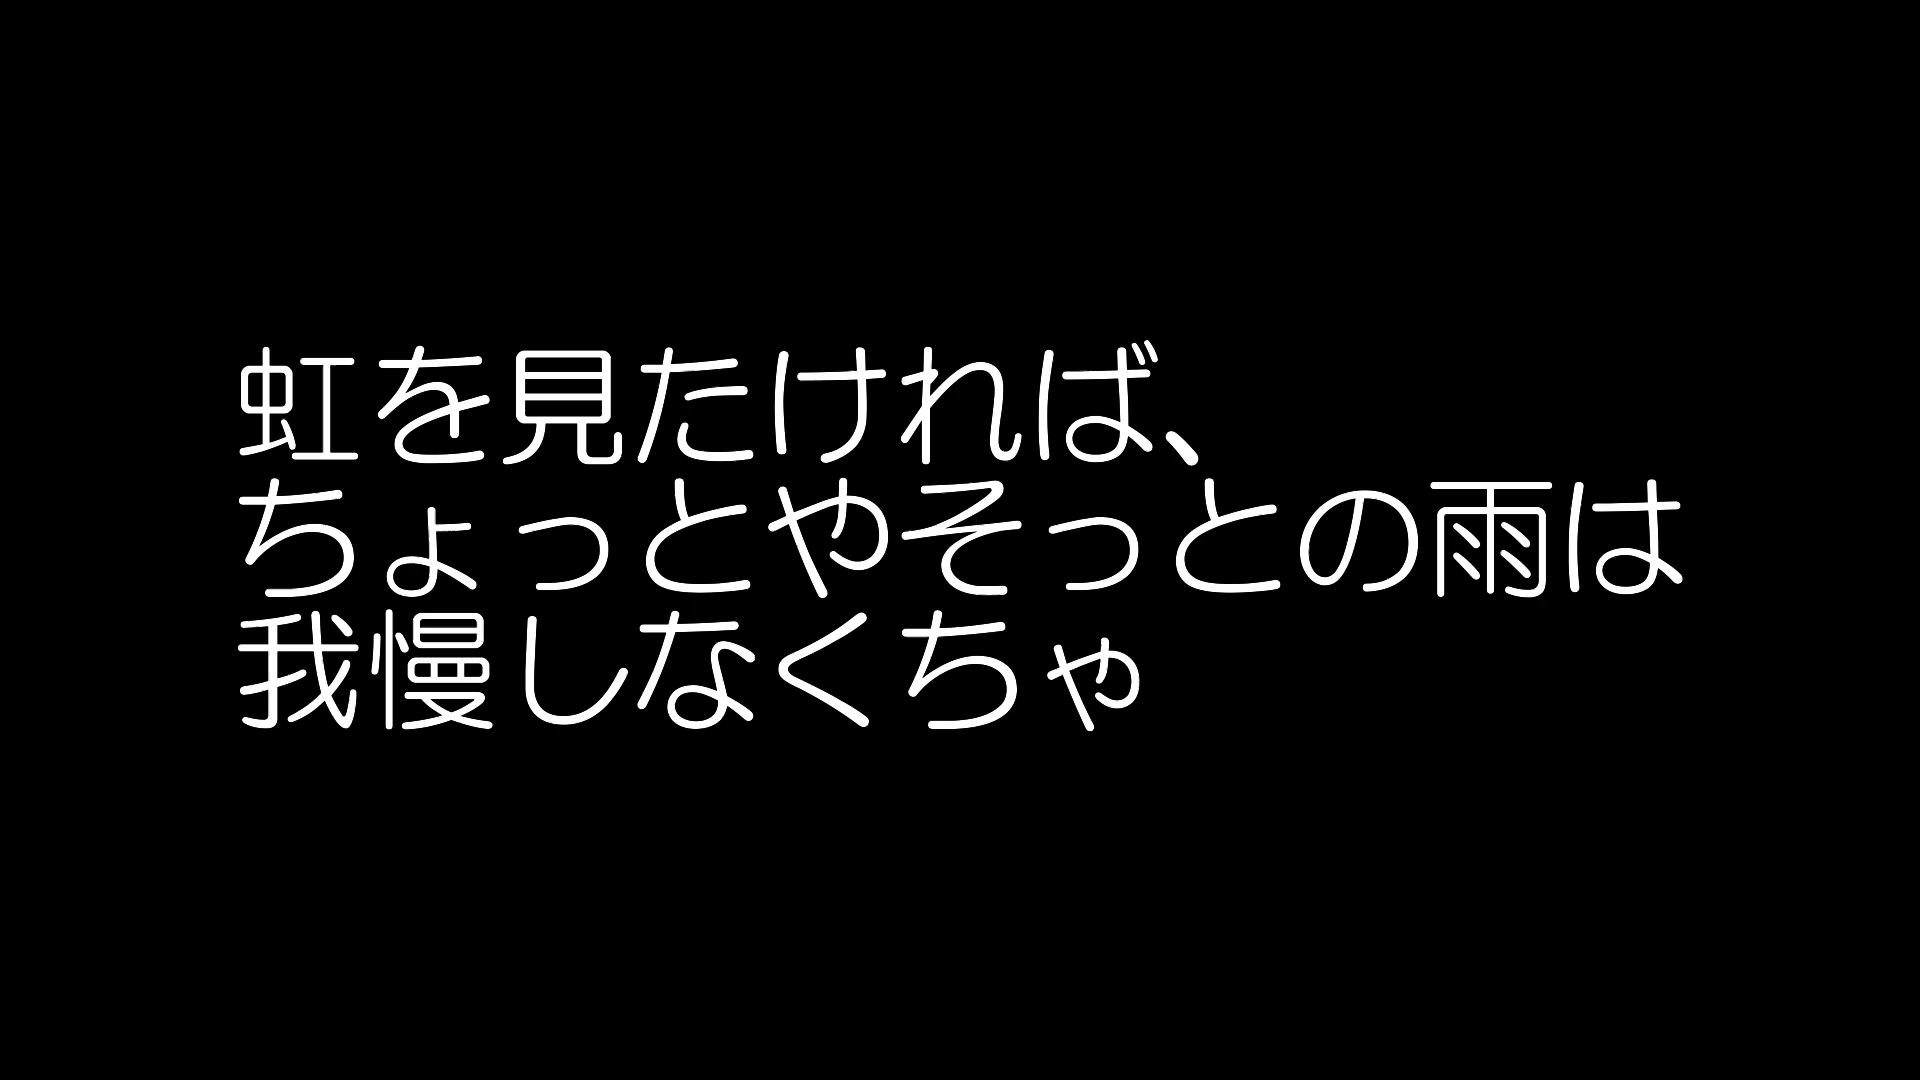 虹を見たければ、
ちょっとやそっとの雨は
我慢しなくちゃ